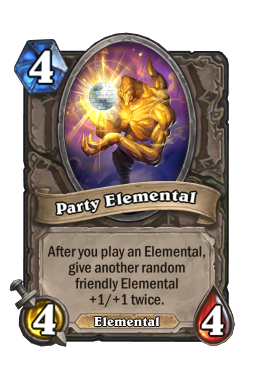 4
Party Elemental
After you play an Elemental,
give another random
friendly Elemental
+1/+1 twice.
4
Elemental
4